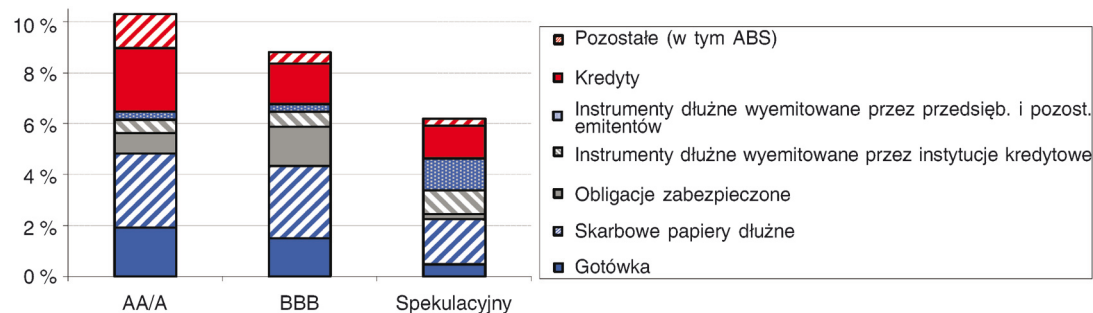 10 %
8 %
6 %
4 %
2 %
0 %
AA/A
BBB
Spekulacyjny
Pozostałe (w tym ABS)
Kredyty
Instrumenty dłużne wyemitowane przez przedsięb. i pozost.
emitentów
Instrumenty dłużne wyemitowane przez instytucje kredytowe
Obligacje zabezpieczone
Skarbowe papiery dłużne
Gotówka